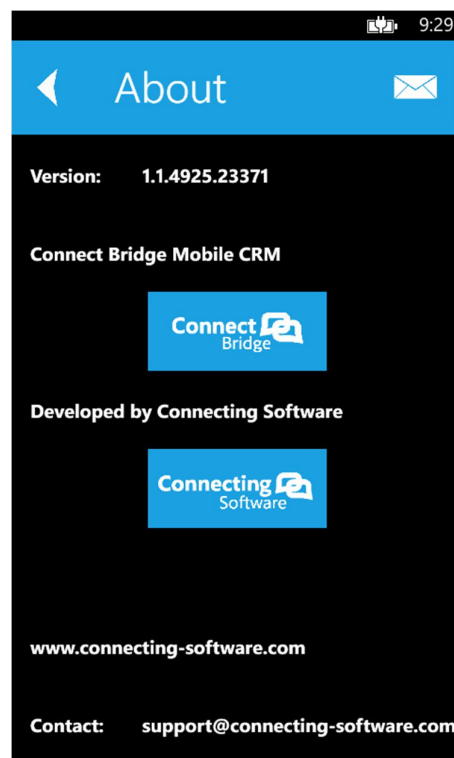 9:29
About
Version: 1.1.4925.23371
Connect Bridge Mobile CRM
Connect
Bridge
Developed by Connecting Software
Connecting
Software
www.connecting-software.com
Contact: support@connecting-software.com